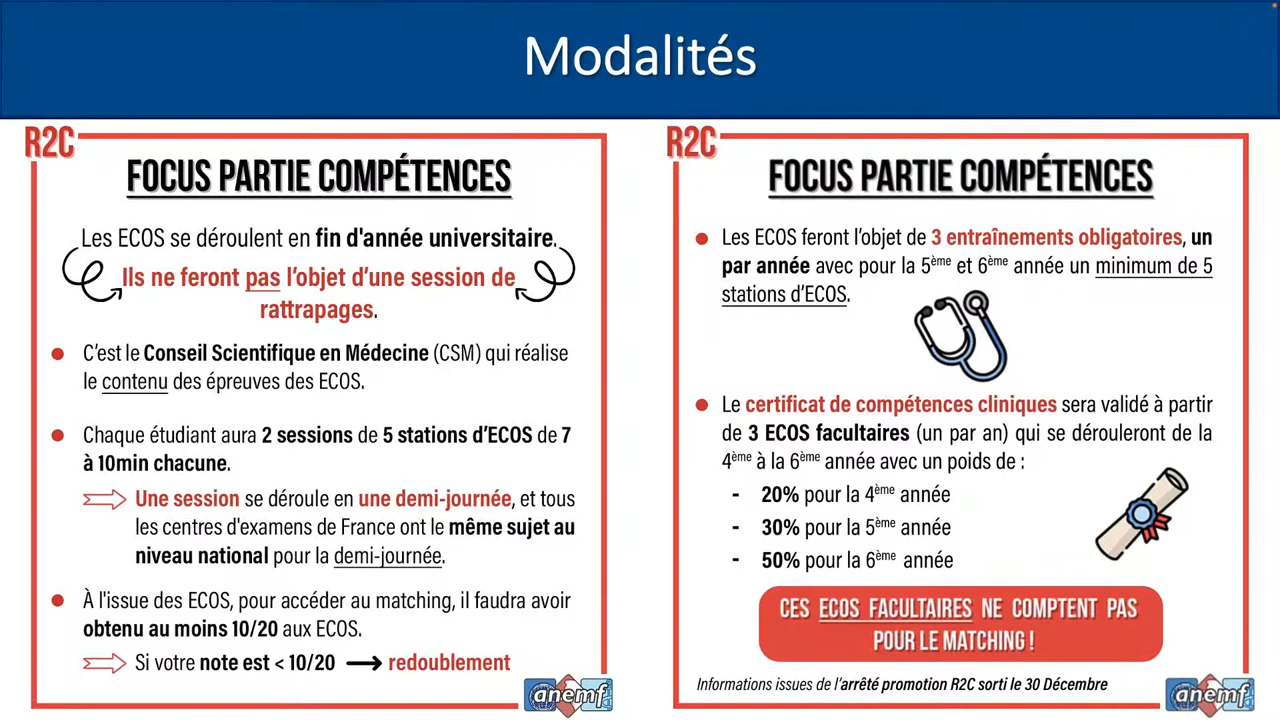 Modalités
R2C
FOCUS PARTIE COMPÉTENCES
Les ECOS se déroulent en fin d'année universitaire.
Ils ne feront pas l'objet d'une session de
rattrapages.
C'est le Conseil Scientifique en Médecine (CSM) qui réalise
le contenu des épreuves des ECOS.
Chaque étudiant aura 2 sessions de 5 stations d'ECOS de 7
à 10min chacune.
Une session se déroule en une demi-journée, et tous
les centres d'examens de France ont le même sujet au
niveau national pour la demi-journée.
À l'issue des ECOS, pour accéder au matching, il faudra avoir
obtenu au moins 10/20 aux ECOS.
Si votre note est < 10/20 → redoublement
anemf
R2C
FOCUS PARTIE COMPÉTENCES
Les ECOS feront l'objet de 3 entraînements obligatoires, un
par année avec pour la 5ème et 6ème année un minimum de 5
stations d'ECOS.
Le certificat de compétences cliniques sera validé à partir
de 3 ECOS facultaires (un par an) qui se dérouleront de la
4ème à la 6ème année avec un poids de :
- 20% pour la 4ème année
- 30% pour la 5ème année
- 50% pour la 6ème année
CES ECOS FACULTAIRES NE COMPTENT PAS
POUR LE MATCHING !
Informations issues de l'arrêté promotion R2C sorti le 30 Décembre
anemf